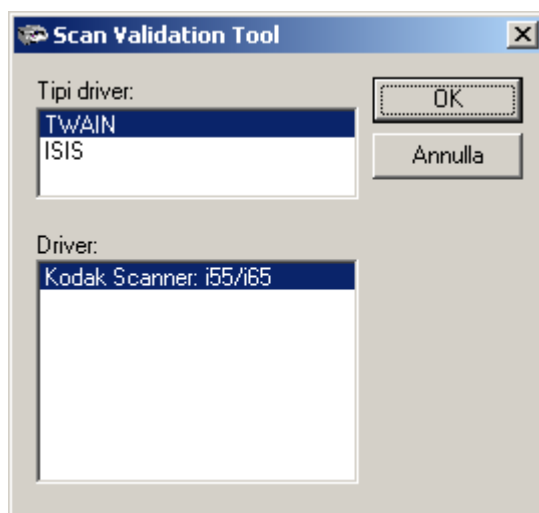 Scan Validation Tool
Tipi driver:
TWAIN
ISIS
OK
Annulla
Driver:
Kodak Scanner: i55/i65